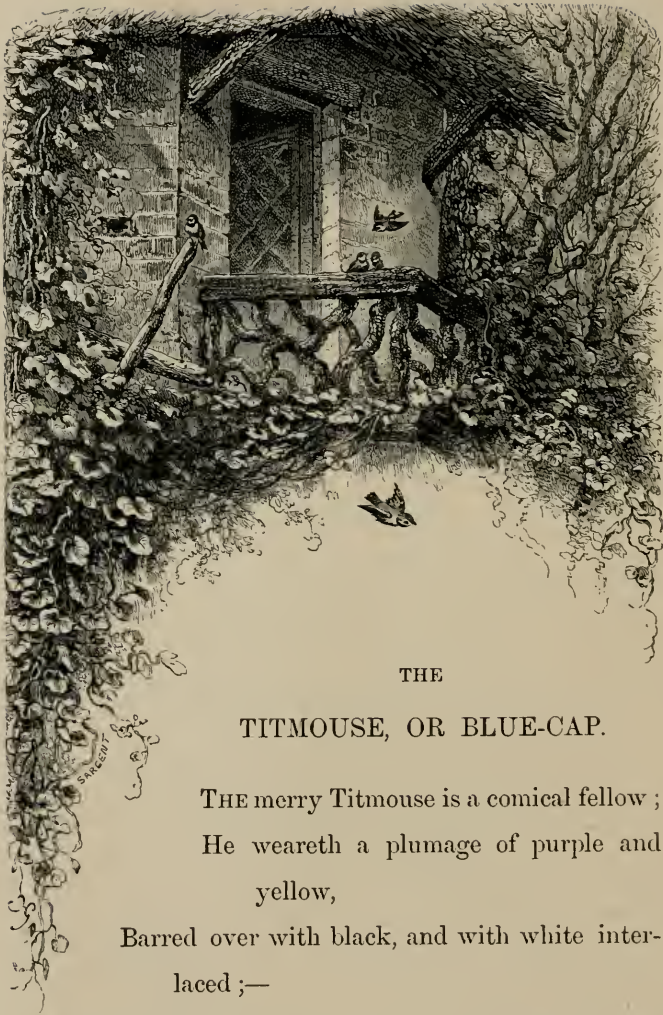 SARGENT
THE
TITMOUSE, OR BLUE-CAP.
THE merry Titmouse is a comical fellow ;
He weareth a plumage of purple and
yellow,
Barred over with black, and with white inter-
laced ;—